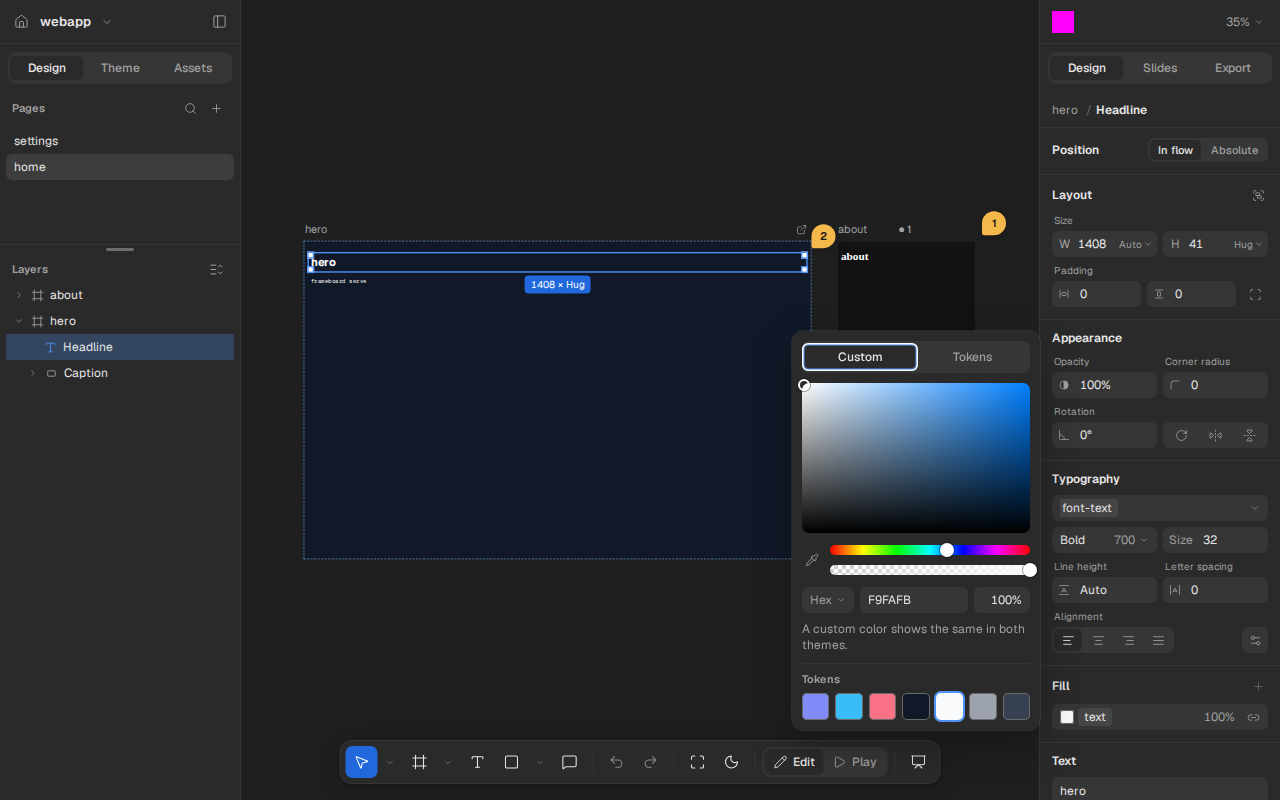 webapp
35%
Design
Theme
Assets
Design
Slides
Export
Pages
hero / Headline
settings
Position
In flow
Absolute
home
Layout
Size
W 1408 Auto
H 41 Hug
hero
2
about
1
1
hero
about
frameboard serve
1408 × Hug
Layers
Padding
0
0
about
hero
Appearance
Headline
Custom
Tokens
Opacity
Corner radius
Caption
100%
0
Rotation
0°
Typography
font-text
Bold 700
Size 32
Line height
Letter spacing
Auto
0
Hex
F9FAFB
100%
Alignment
A custom color shows the same in both
themes.
Tokens
Fill
text
100%
Edit
Play
Text
hero